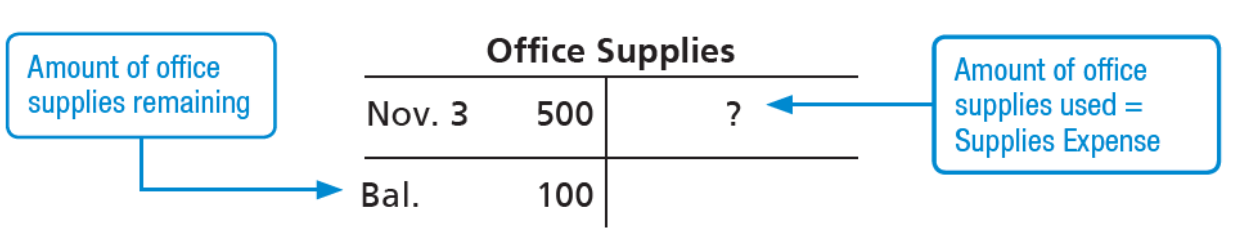 Office Supplies
Amount of office
supplies remaining
Nov. 3 500 ?
Amount of office
supplies used =
Supplies Expense
Bal. 100